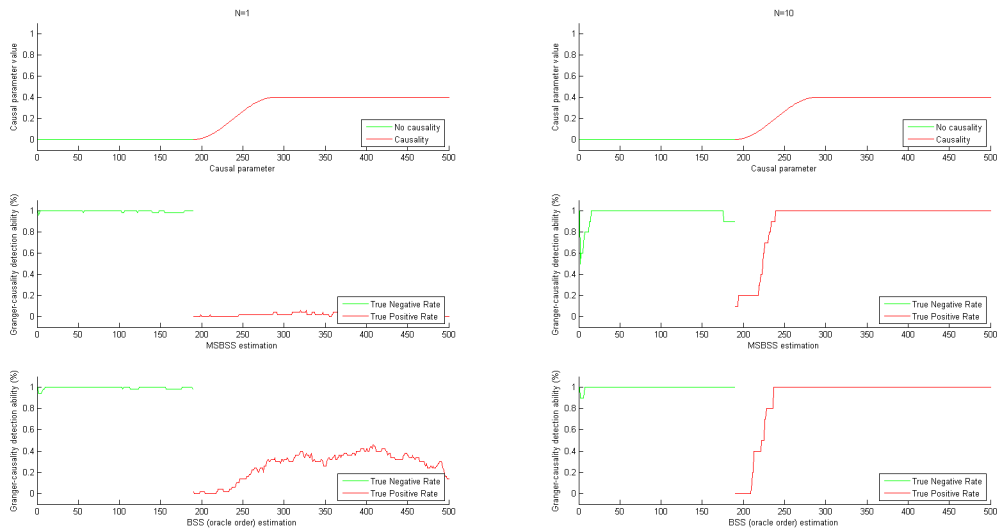 N=1
Causal parameter value
1
0.8
0.6
0.4
0.2
0
0 50 100 150 200 250 300 350 400 450 500
No causality
Causality
Causal parameter
Granger-causality detection ability (%)
1
0.8
0.6
0.4
0.2
0
0 50 100 150 200 250 300 350 400 450 500
True Negative Rate
True Positive Rate
MSBSS estimation
Granger-causality detection ability (%)
1
0.8
0.6
0.4
0.2
0
0 50 100 150 200 250 300 350 400 450 500
True Negative Rate
True Positive Rate
BSS (oracle order) estimation
N=10
Causal parameter value
1
0.8
0.6
0.4
0.2
0
0 50 100 150 200 250 300 350 400 450 500
No causality
Causality
Causal parameter
Granger-causality detection ability (%)
1
0.8
0.6
0.4
0.2
0
0 50 100 150 200 250 300 350 400 450 500
True Negative Rate
True Positive Rate
MSBSS estimation
Granger-causality detection ability (%)
1
0.8
0.6
0.4
0.2
0
0 50 100 150 200 250 300 350 400 450 500
True Negative Rate
True Positive Rate
BSS (oracle order) estimation